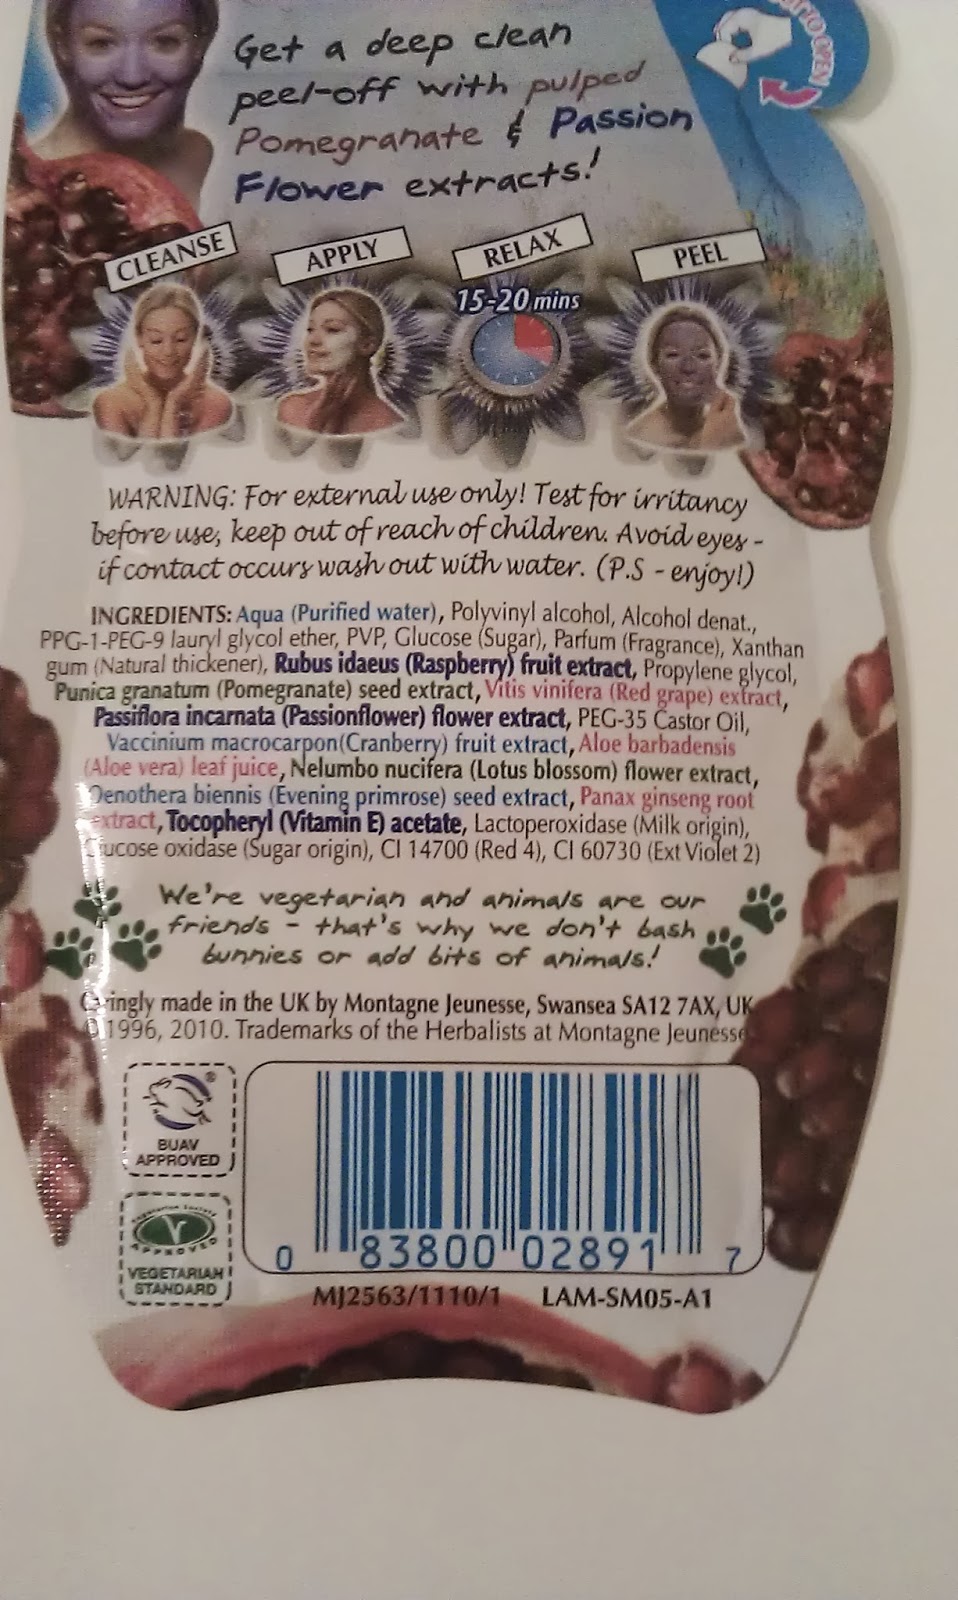 TO OPEN
Get a deep clean
peel-off with pulped
Pomegranate & Passion
Flower extracts!
CLEANSE
APPLY
RELAX
PEEL
15-20 mins
WARNING: For external use only! Test for irritancy
before use, keep out of reach of children. Avoid eyes -
if contact occurs wash out with water. (P.S - enjoy!)
INGREDIENTS: Aqua (Purified water), Polyvinyl alcohol, Alcohol denat.,
PPG-1-PEG-9 lauryl glycol ether, PVP, Glucose (Sugar), Parfum (Fragrance), Xanthan
gum (Natural thickener), Rubus idaeus (Raspberry) fruit extract, Propylene glycol,
Punica granatum (Pomegranate) seed extract, Vitis vinifera (Red grape) extract,
Passiflora incarnata (Passionflower) flower extract, PEG-35 Castor Oil,
Vaccinium macrocarpon(Cranberry) fruit extract, Aloe barbadensis
(Aloe vera) leaf juice, Nelumbo nucifera (Lotus blossom) flower extract,
Oenothera biennis (Evening primrose) seed extract, Panax ginseng root
extract, Tocopheryl (Vitamin E) acetate, Lactoperoxidase (Milk origin),
Glucose oxidase (Sugar origin), CI 14700 (Red 4), CI 60730 (Ext Violet 2)
We're vegetarian and animals are our
friends - that's why we don't bash
bunnies or add bits of animals!
Caringly made in the UK by Montagne Jeunesse, Swansea SA12 7AX, UK
© 1996, 2010. Trademarks of the Herbalists at Montagne Jeunesse
®
BUAV
APPROVED
Vegetarian Society
V
APPROVED
VEGETARIAN
STANDARD
0 83800 02891 7
MJ2563/1110/1 LAM-SM05-A1